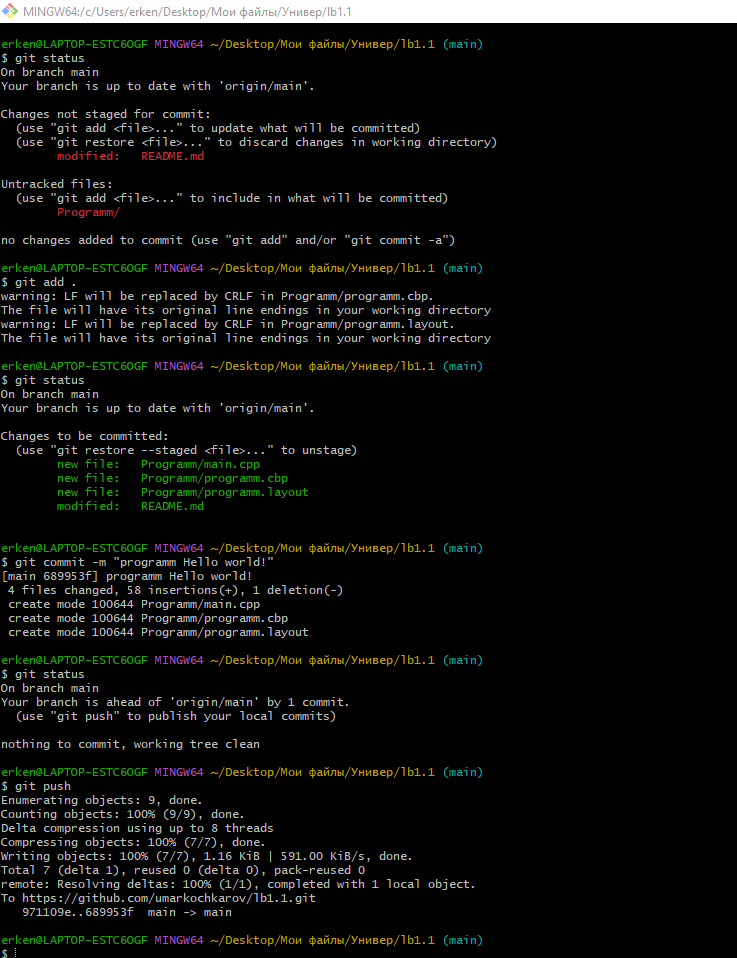 MINGW64:/c/Users/erken/Desktop/Мои файлы/Универ/lb1.1
erken@LAPTOP-ESTC6OGF MINGW64 ~/Desktop/Мои файлы/Универ/lb1.1 (main)
$ git status
On branch main
Your branch is up to date with 'origin/main'.
Changes not staged for commit:
  (use "git add <file>..." to update what will be committed)
  (use "git restore <file>..." to discard changes in working directory)
        modified:   README.md
Untracked files:
  (use "git add <file>..." to include in what will be committed)
        Programm/
no changes added to commit (use "git add" and/or "git commit -a")
erken@LAPTOP-ESTC6OGF MINGW64 ~/Desktop/Мои файлы/Универ/lb1.1 (main)
$ git add .
warning: LF will be replaced by CRLF in Programm/programm.cbp.
The file will have its original line endings in your working directory
warning: LF will be replaced by CRLF in Programm/programm.layout.
The file will have its original line endings in your working directory
erken@LAPTOP-ESTC6OGF MINGW64 ~/Desktop/Мои файлы/Универ/lb1.1 (main)
$ git status
On branch main
Your branch is up to date with 'origin/main'.
Changes to be committed:
  (use "git restore --staged <file>..." to unstage)
        new file:   Programm/main.cpp
        new file:   Programm/programm.cbp
        new file:   Programm/programm.layout
        modified:   README.md
erken@LAPTOP-ESTC6OGF MINGW64 ~/Desktop/Мои файлы/Универ/lb1.1 (main)
$ git commit -m "programm Hello world!"
[main 689953f] programm Hello world!
 4 files changed, 58 insertions(+), 1 deletion(-)
 create mode 100644 Programm/main.cpp
 create mode 100644 Programm/programm.cbp
 create mode 100644 Programm/programm.layout
erken@LAPTOP-ESTC6OGF MINGW64 ~/Desktop/Мои файлы/Универ/lb1.1 (main)
$ git status
On branch main
Your branch is ahead of 'origin/main' by 1 commit.
  (use "git push" to publish your local commits)
nothing to commit, working tree clean
erken@LAPTOP-ESTC6OGF MINGW64 ~/Desktop/Мои файлы/Универ/lb1.1 (main)
$ git push
Enumerating objects: 9, done.
Counting objects: 100% (9/9), done.
Delta compression using up to 8 threads
Compressing objects: 100% (7/7), done.
Writing objects: 100% (7/7), 1.16 KiB | 591.00 KiB/s, done.
Total 7 (delta 1), reused 0 (delta 0), pack-reused 0
remote: Resolving deltas: 100% (1/1), completed with 1 local object.
To https://github.com/umarkochkarov/lb1.1.git
   971109e..689953f  main -> main
erken@LAPTOP-ESTC6OGF MINGW64 ~/Desktop/Мои файлы/Универ/lb1.1 (main)
$